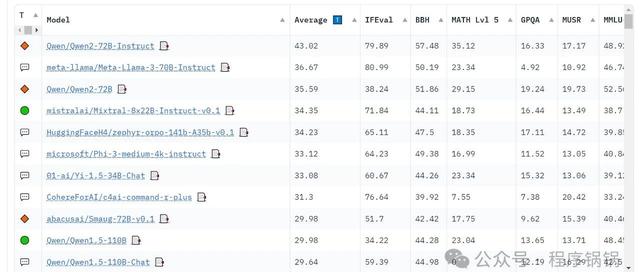 T Model Average IFEval BBH MATH Lvl 5 GPQA MUSR MMLU
Qwen/Qwen2-72B-Instruct 43.02 79.89 57.48 35.12 16.33 17.17 48.92
meta-llama/Meta-Llama-3-70B-Instruct 36.67 80.99 50.19 23.34 4.92 10.92 46.74
Qwen/Qwen2-72B 35.59 38.24 51.86 29.15 19.24 19.73 52.56
mistralai/Mixtral-8x22B-Instruct-v0.1 34.35 71.84 44.11 18.73 16.44 13.49 38.7
HuggingFaceH4/zephyr-orpo-141b-A35b-v0.1 34.23 65.11 47.5 18.35 17.11 14.72 39.85
microsoft/Phi-3-medium-4k-instruct 33.12 64.23 49.38 16.99 11.52 13.05 40.84
01-ai/Yi-1.5-34B-Chat 33.08 60.67 44.26 23.34 15.32 13.06 39.12
CohereForAI/c4ai-command-r-plus 31.3 76.64 39.92 7.55 7.38 20.42 33.24
abacusai/Smaug-72B-v0.1 29.98 51.7 42.42 17.75 9.62 15.39 40.46
Qwen/Qwen1.5-110B 29.98 34.22 44.28 23.04 13.65 13.71 48.45
Qwen/Qwen1.5-110B-Chat 29.64 59.39 44.98 12.19 16.29 42.5
公众号 · 程序锅锅